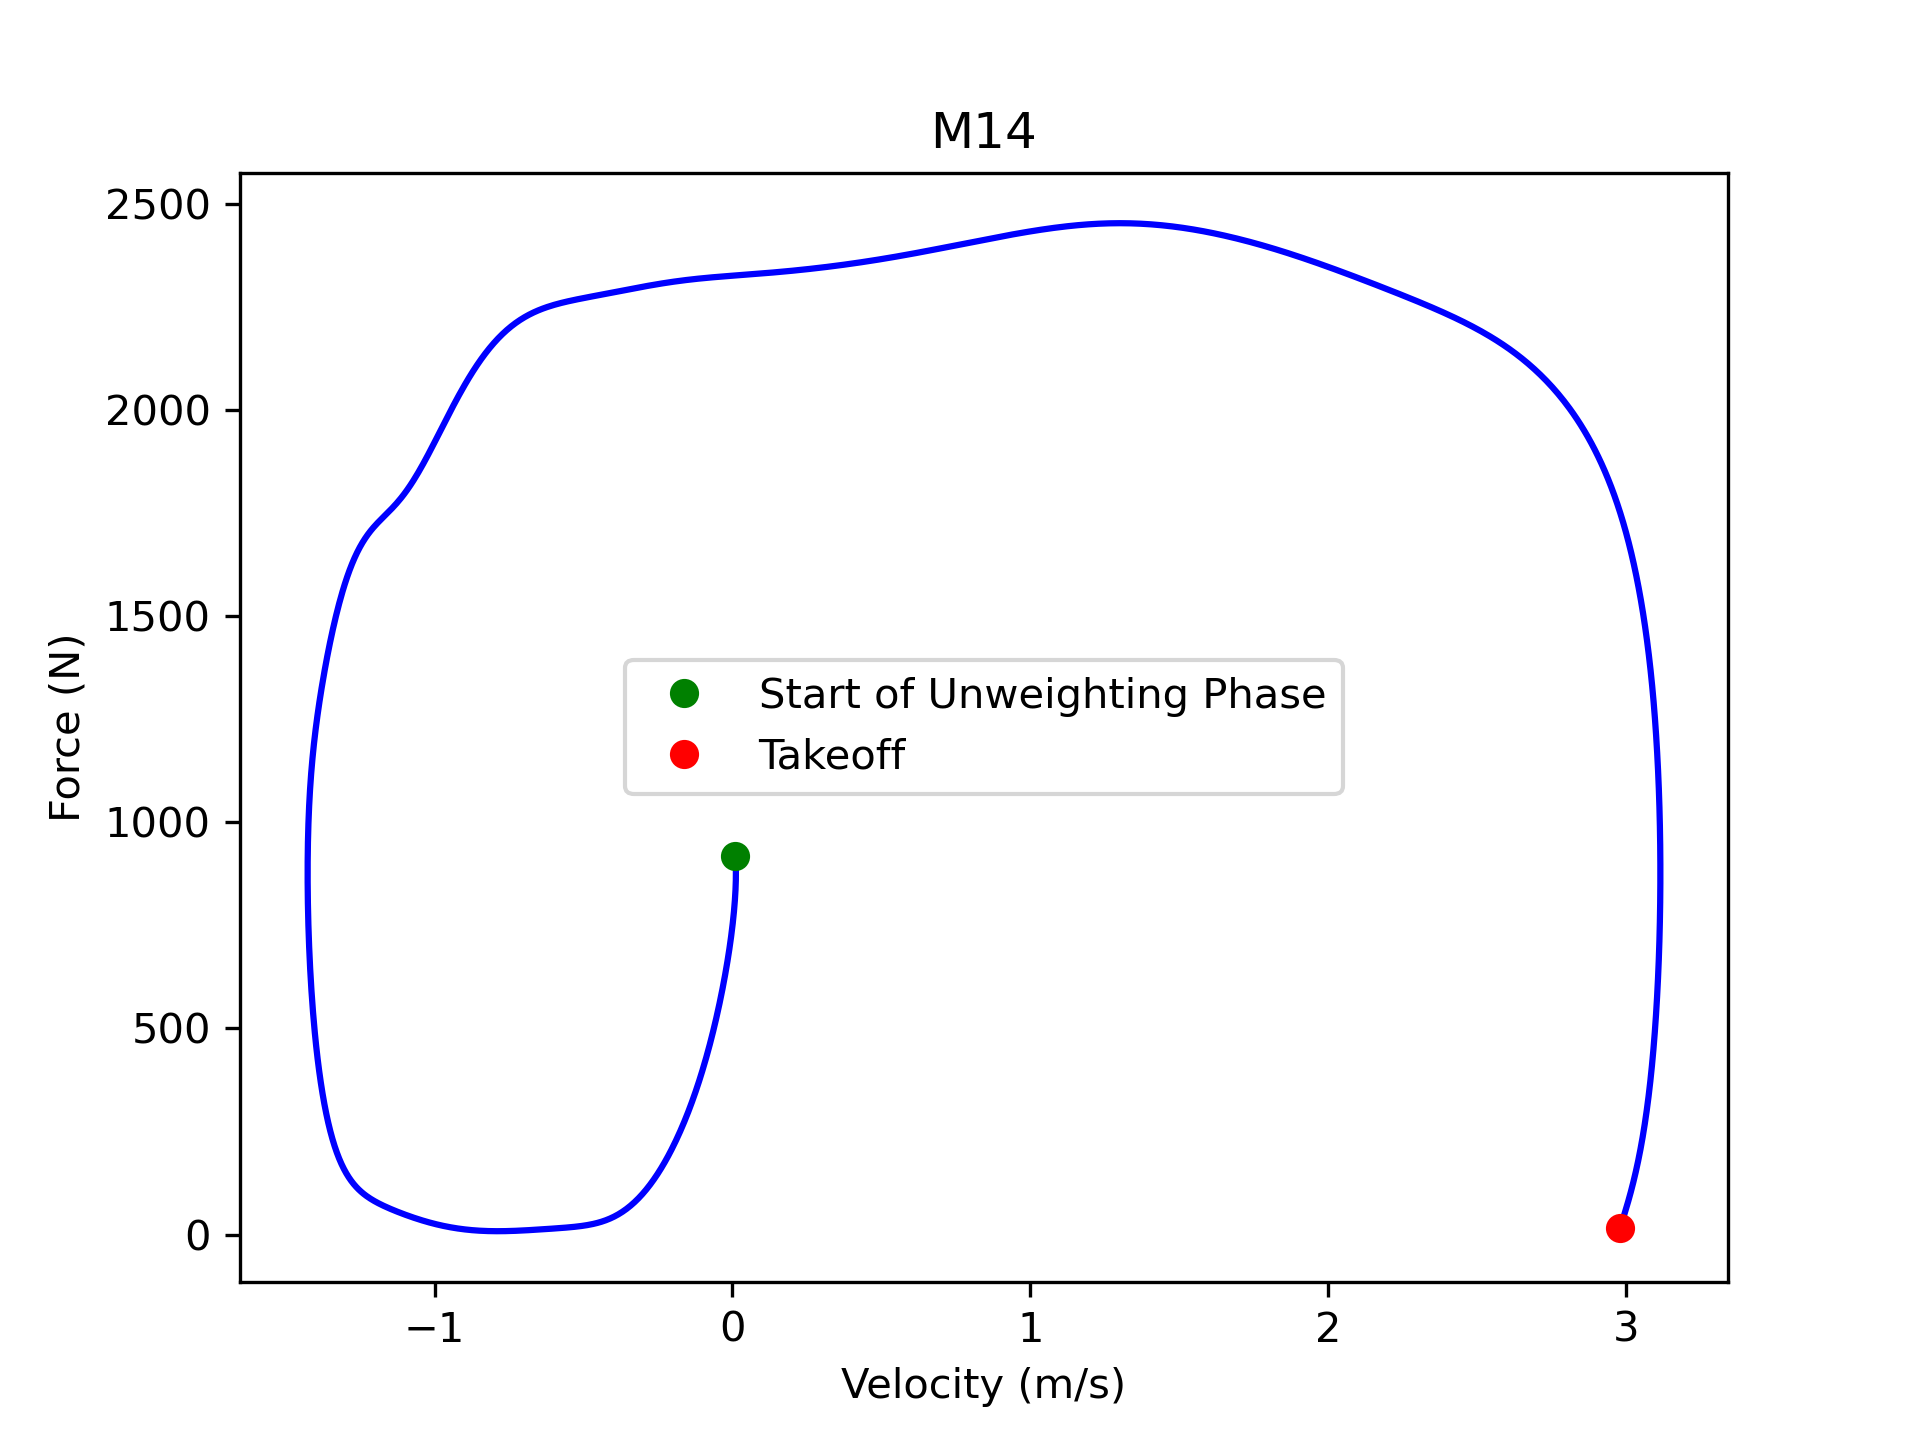 M14
2500
2000
1500
1000
500
0
Force (N)
Start of Unweighting Phase
Takeoff
−1
0
1
2
3
Velocity (m/s)